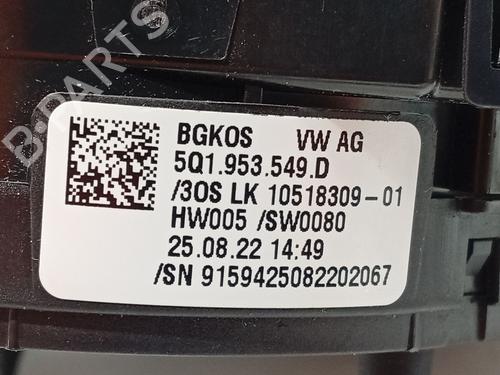 B-PARTS
BGKOS VW AG
5Q1.953.549.D
/3OS LK 10518309-01
HW005 /SW0080
25.08.22 14:49
/SN 9159425082202067